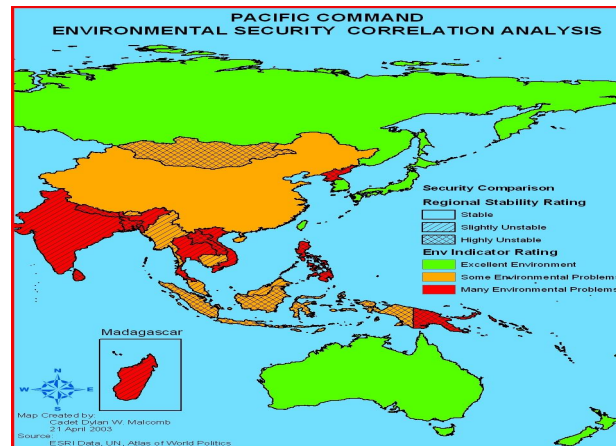 PACIFIC COMMAND
ENVIRONMENTAL SECURITY CORRELATION ANALYSIS
Security Comparison
Regional Stability Rating
Stable
Slightly Unstable
Highly Unstable
Env Indicator Rating
Excellent Environment
Some Environmental Problems
Many Environmental Problems
Madagascar
N
W E
S
Map Created by:
Cadet Dylan W. Malcomb
21 April 2003
Source:
ESRI Data, UN, Atlas of World Politics